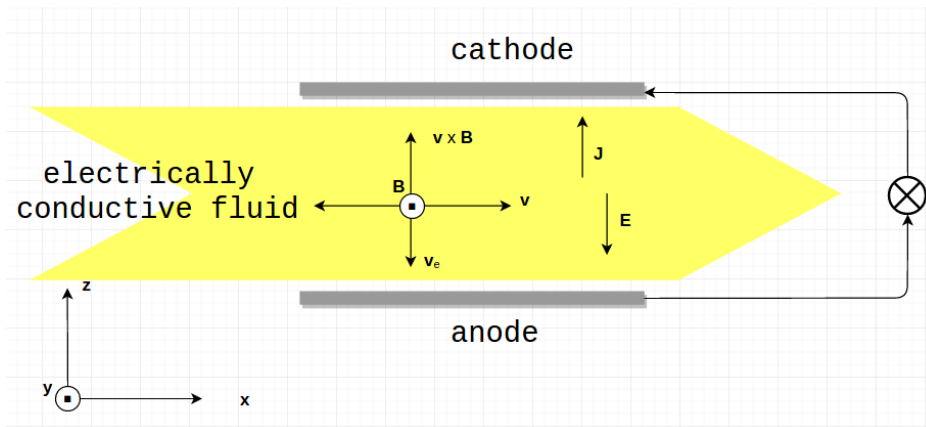 cathode
v x B
J
electrically
B
conductive fluid
v
E
vₑ
z
anode
y
x